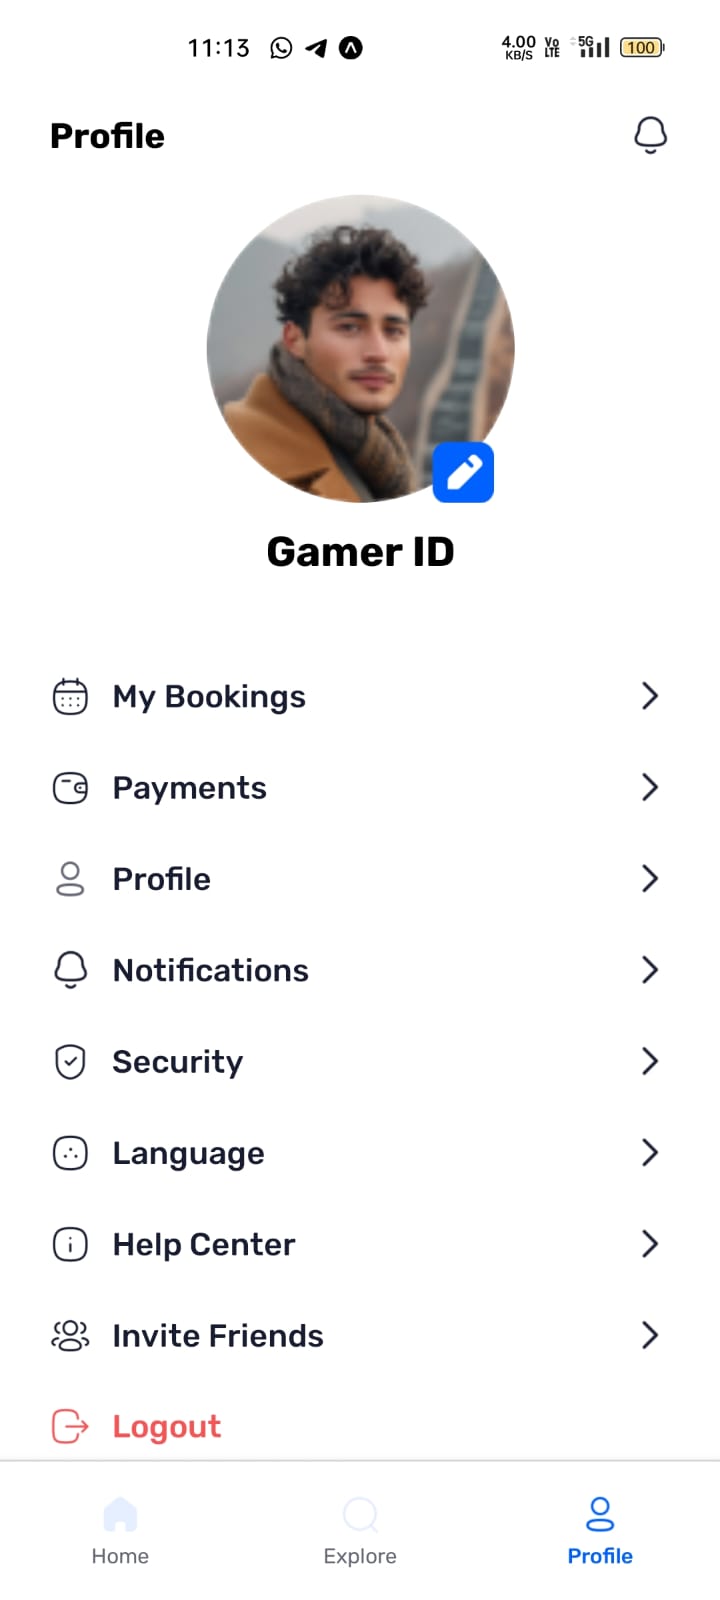 11:13
4.00 KB/S
Vo LTE
5G
100
Profile
Gamer ID
My Bookings
Payments
Profile
Notifications
Security
Language
Help Center
Invite Friends
Logout
Home
Explore
Profile